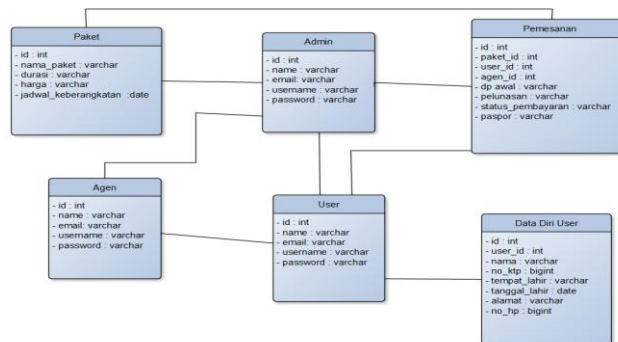 Paket
- id : int
- nama_paket : varchar
- durasi : varchar
- harga : varchar
- jadwal_keberangkatan :date
Admin
- id : int
- name : varchar
- email: varchar
- username : varchar
- password : varchar
Pemesanan
- id : int
- paket_id : int
- user_id : int
- agen_id : int
- dp awal : varchar
- pelunasan : varchar
- status_pembayaran : varchar
- paspor : varchar
Agen
- id : int
- name : varchar
- email: varchar
- username : varchar
- password : varchar
User
- id : int
- name : varchar
- email: varchar
- username : varchar
- password : varchar
Data Diri User
- id : int
- user_id : int
- nama : varchar
- no_ktp : bigint
- tempat_lahir : varchar
- tanggal_lahir : date
- alamat : varchar
- no_hp : bigint